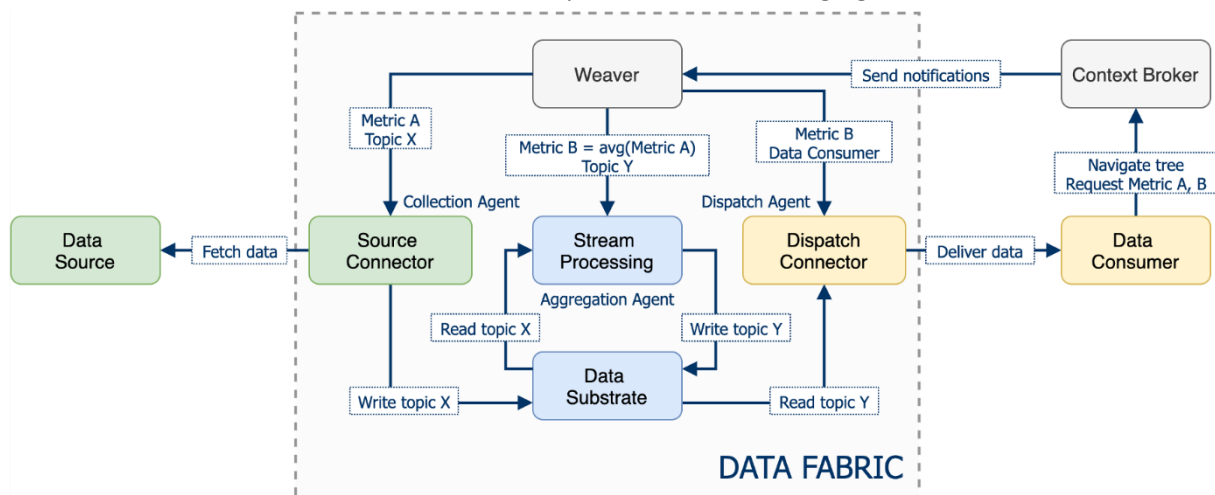 Weaver
Send notifications
Context Broker
Metric A
Topic X
Metric B = avg(Metric A)
Topic Y
Metric B
Data Consumer
Navigate tree
Request Metric A, B
Collection Agent
Dispatch Agent
Data
Source
Fetch data
Source
Connector
Stream
Processing
Dispatch
Connector
Deliver data
Data
Consumer
Aggregation Agent
Read topic X
Write topic Y
Data
Substrate
Write topic X
Read topic Y
DATA FABRIC